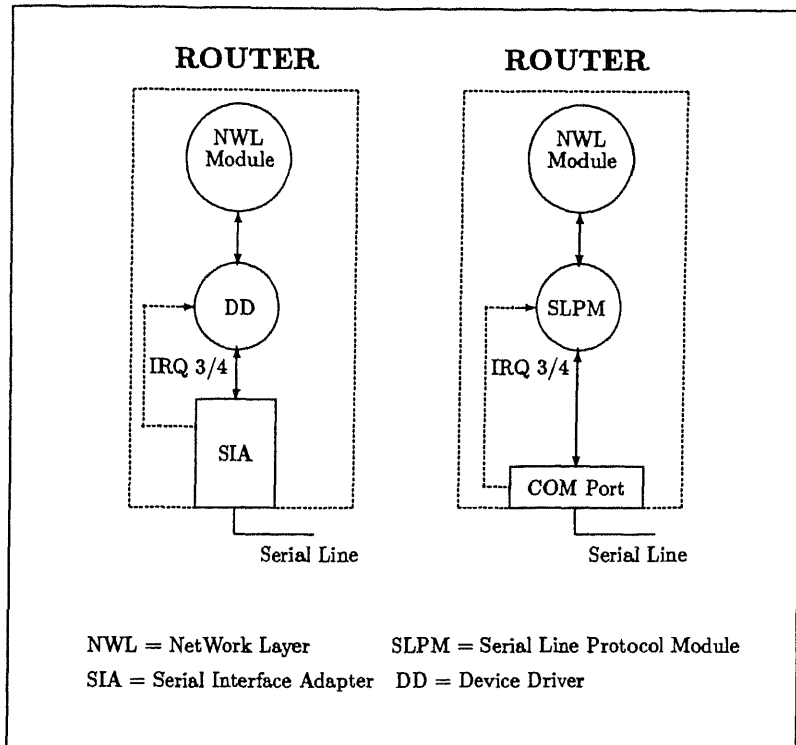 ROUTER
NWL
Module
DD
IRQ 3/4
SIA
Serial Line
ROUTER
NWL
Module
SLPM
IRQ 3/4
COM Port
Serial Line
NWL = NetWork Layer SLPM = Serial Line Protocol Module
SIA = Serial Interface Adapter DD = Device Driver